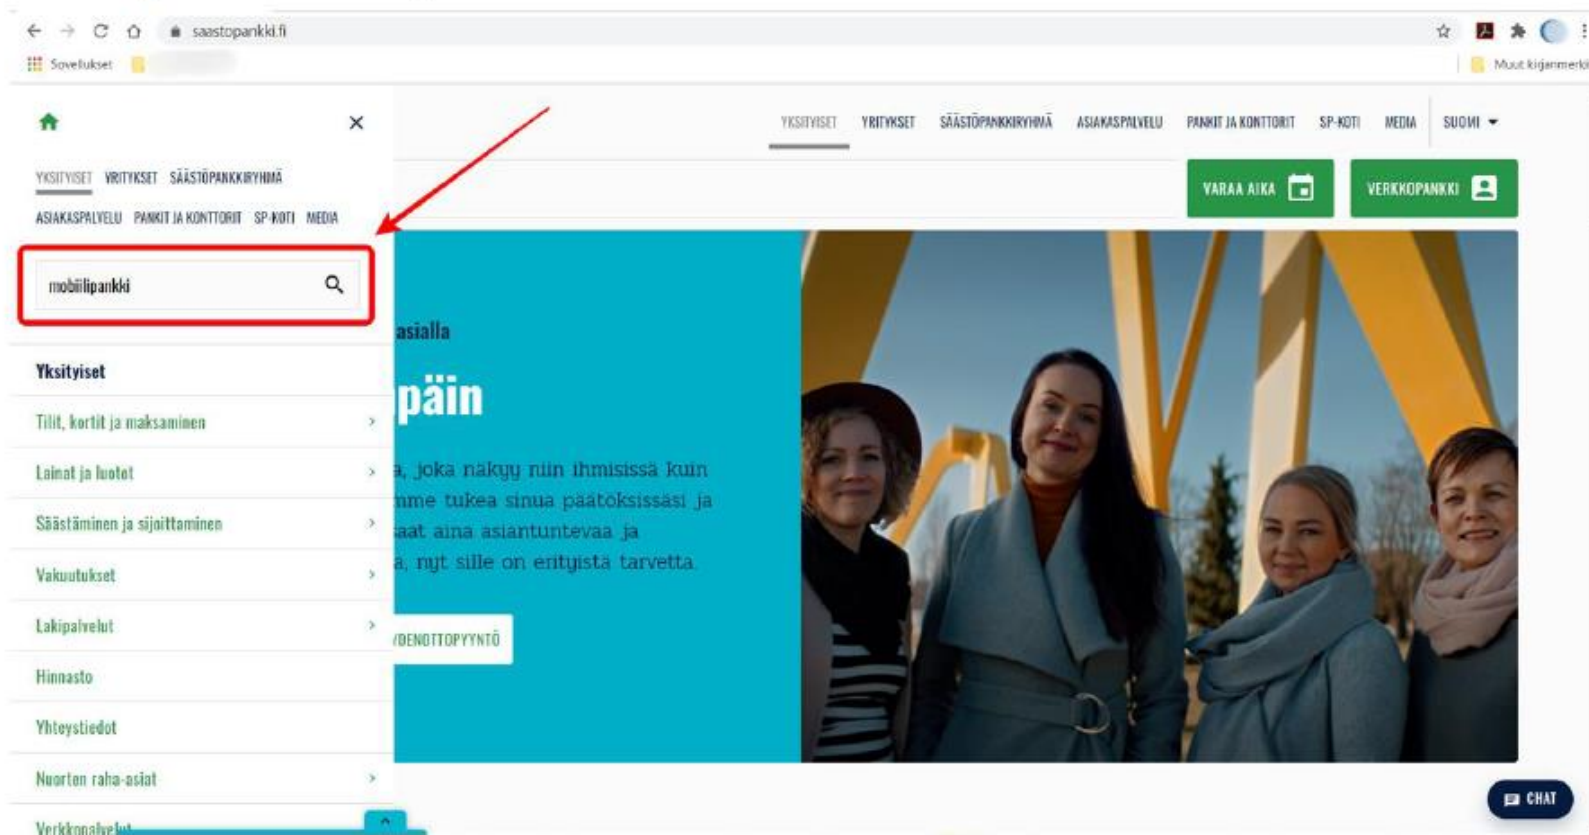 saastopankki.fi
Sovellukset
Muut kirjanmerki
YKSITYISET YRITYKSET SÄÄSTÖPANKKIRYHMÄ ASIAKASPALVELU PANKIT JA KONTTORIT SP-KOTI MEDIA SUOMI
YKSITYISET YRITYKSET SÄÄSTÖPANKKIRYHMÄ
ASIAKASPALVELU PANKIT JA KONTTORIT SP-KOTI MEDIA
VARAA AIKA
VERKKOPANKKI
mobiilipankki
Yksityiset
Tilit, kortit ja maksaminen
Lainat ja luotot
Säästäminen ja sijoittaminen
Vakuutukset
Lakipalvelut
Hinnasto
Yhteystiedot
Nuorten raha-asiat
Verkkopalvelut
asialla
päin
a, joka näkyy niin ihmisissä kuin
mme tukea sinua päätöksissäsi ja
saat aina asiantuntevaa ja
a, nyt sille on erityistä tarvetta.
YDENOTTOPYYNTÖ
CHAT